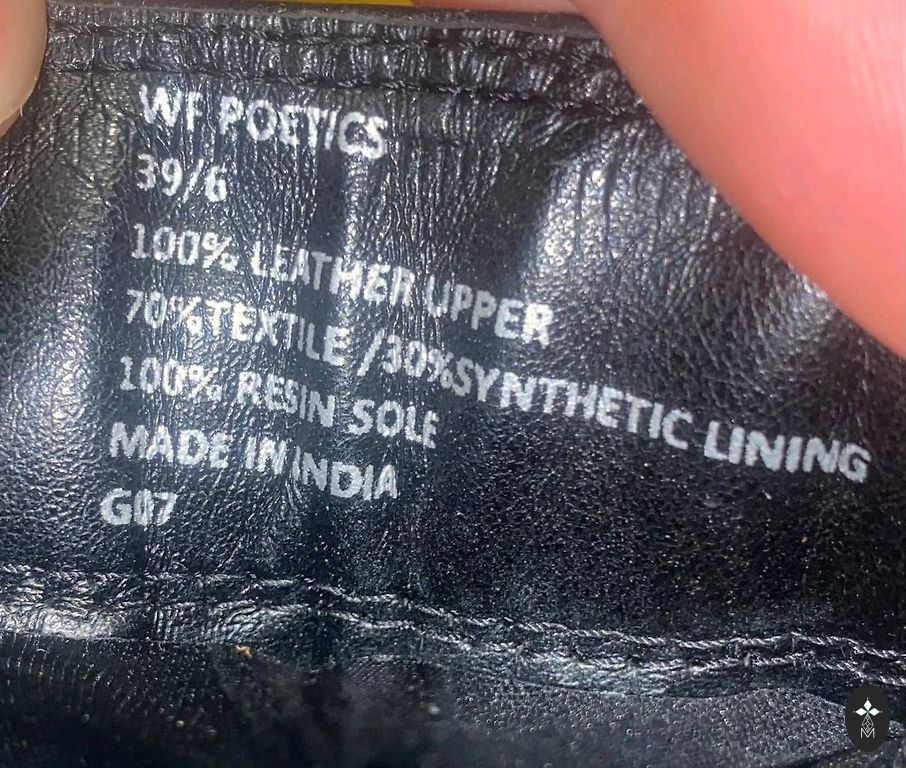 WF POETICS
39/6
100% LEATHER UPPER
70%TEXTILE /30%SYNTHETIC LINING
100% RESIN SOLE
MADE IN INDIA
G07
M